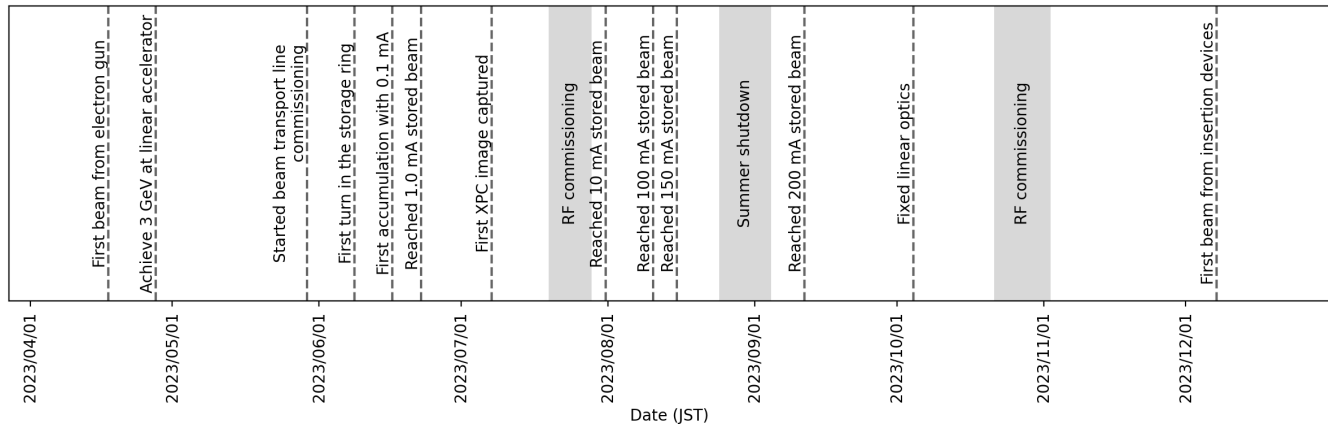 First beam from electron gun
Achieve 3 GeV at linear accelerator
Started beam transport line
commissioning
First turn in the storage ring
First accumulation with 0.1 mA
Reached 1.0 mA stored beam
First XPC image captured
RF commissioning
Reached 10 mA stored beam
Reached 100 mA stored beam
Reached 150 mA stored beam
Summer shutdown
Reached 200 mA stored beam
Fixed linear optics
RF commissioning
First beam from insertion devices
2023/04/01
2023/05/01
2023/06/01
2023/07/01
2023/08/01
2023/09/01
2023/10/01
2023/11/01
2023/12/01
Date (JST)